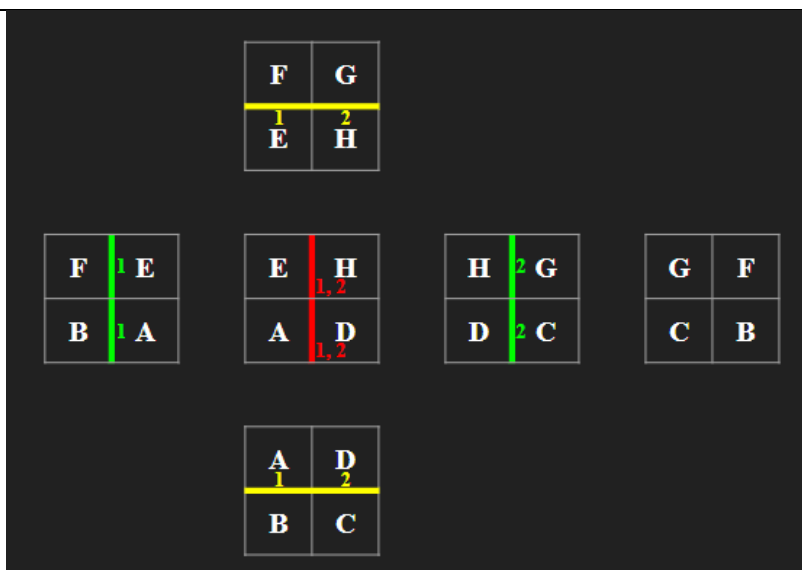 F G
1 2
E H
F 1 E E H H 2 G G F
1, 2
B 1 A A D D 2 C C B
1, 2
A D
1 2
B C